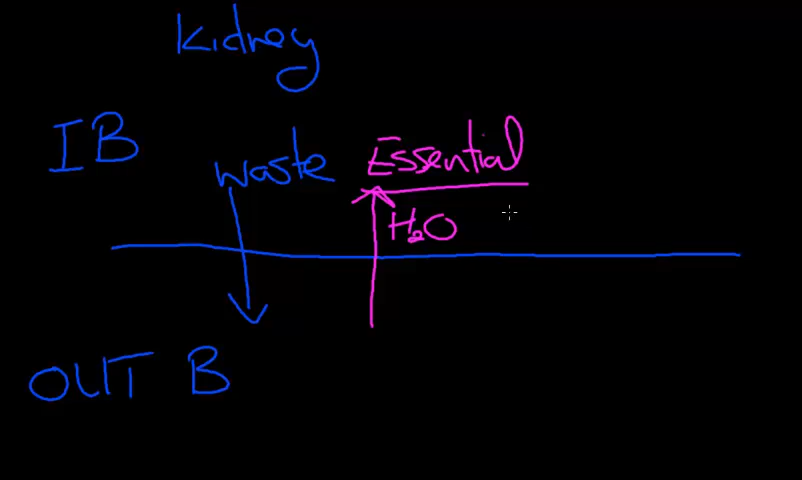 Kidney
IB
waste Essential
H₂O
OUT B